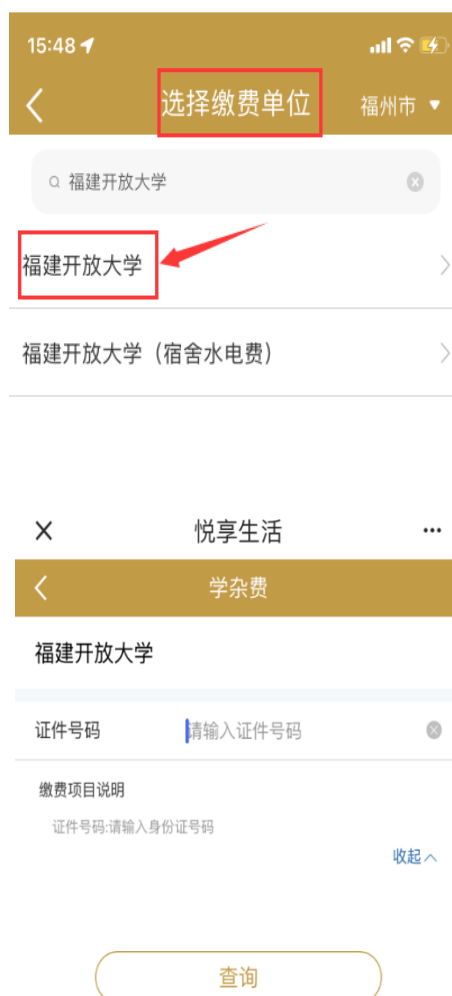 15:48
选择缴费单位 福州市
福建开放大学
福建开放大学
福建开放大学（宿舍水电费）
悦享生活
学杂费
福建开放大学
证件号码 请输入证件号码
缴费项目说明
证件号码:请输入身份证号码
收起
查询